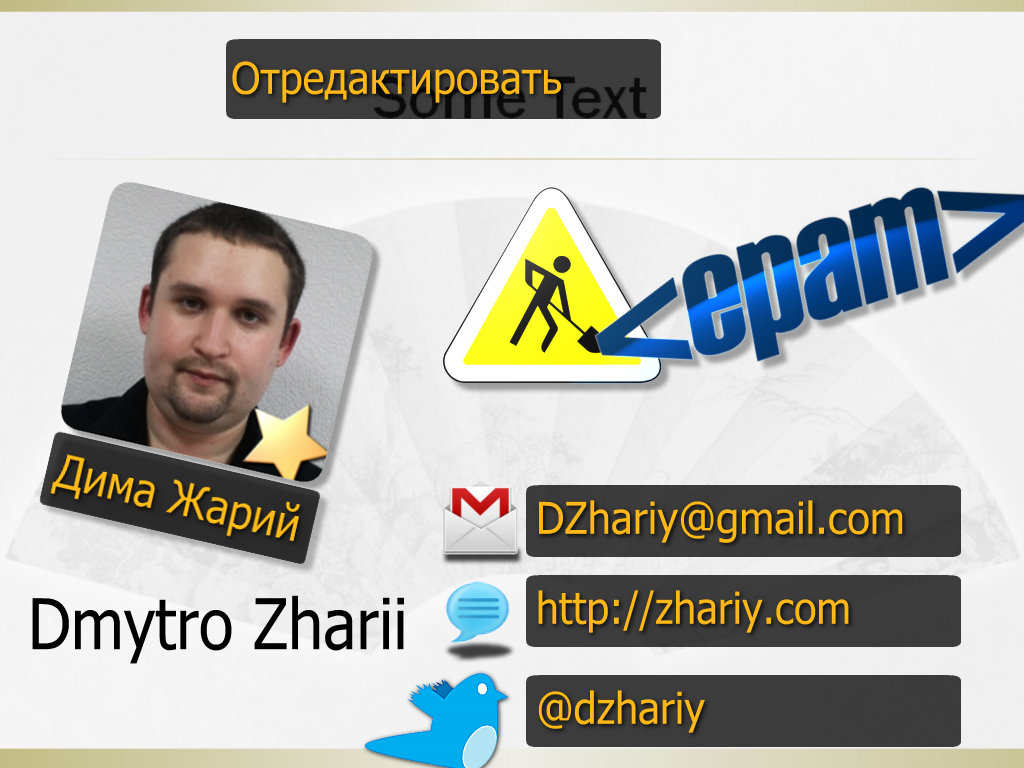 Отредактировать
Some Text
<epam>
Дима Жарий
DZhariy@gmail.com
Dmytro Zharii
http://zhariy.com
@dzhariy